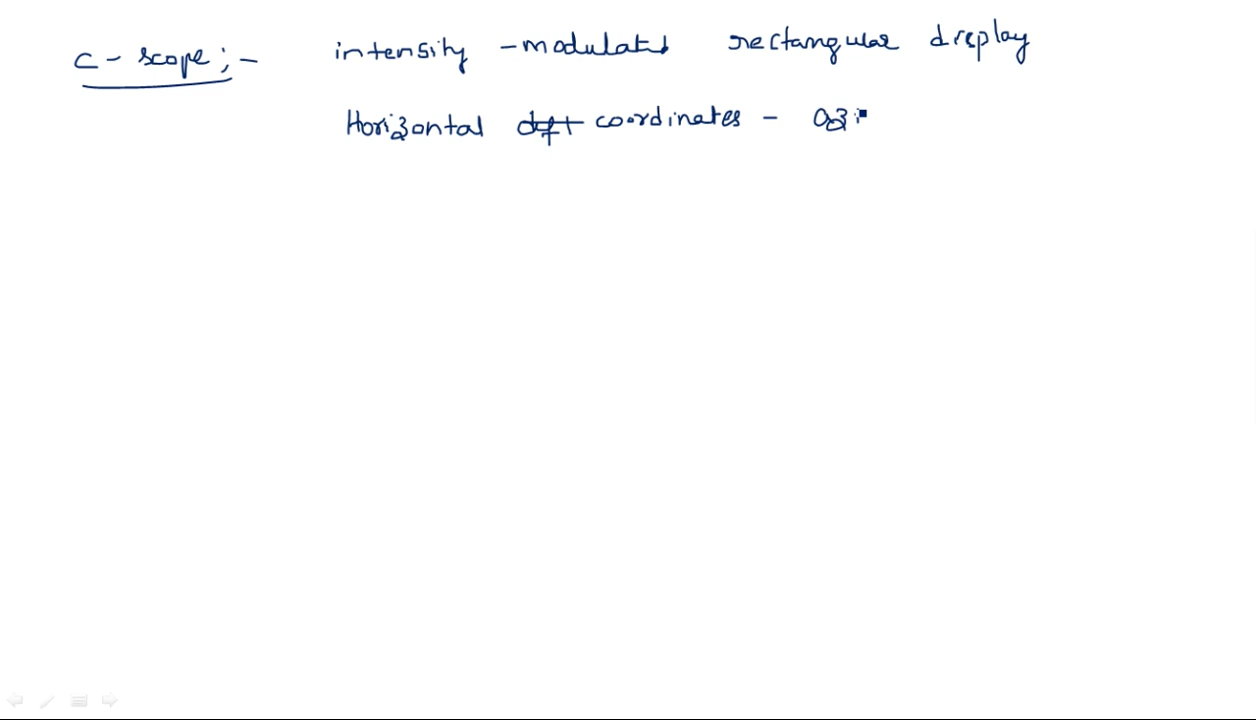 C - scope ; - intensity - modulated rectangular display
Horizontal coordinates -